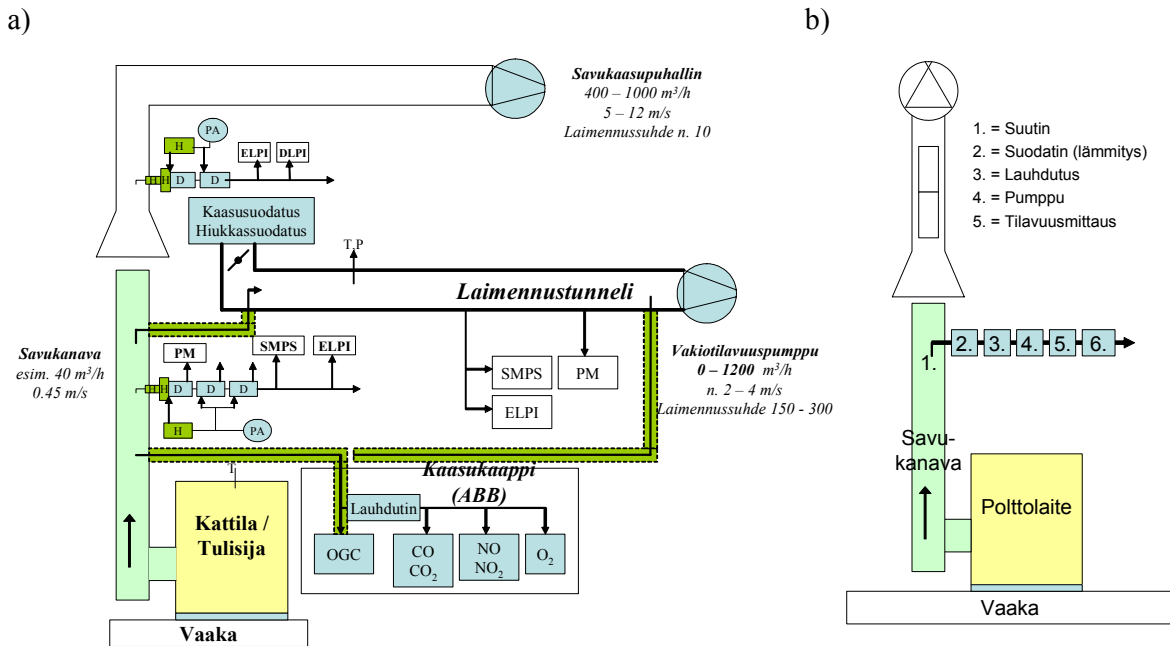 a)
Savukaasupuhallin
400 – 1000 m³/h
5 – 12 m/s
Laimennussuhde n. 10
PA
H
ELPI
DLPI
H
H
D
D
Kaasusuodatus
Hiukkassuodatus
T.P
Laimennustunneli
Savukanava
esim. 40 m³/h
0.45 m/s
PM
SMPS
ELPI
H
H
D
D
D
H
PA
SMPS
PM
ELPI
Vakiotilavuuspumppu
0 – 1200 m³/h
n. 2 – 4 m/s
Laimennussuhde 150 - 300
T
Kaasukaappi
(ABB)
Lauhdutin
Kattila /
Tulisija
OGC
CO
CO₂
NO
NO₂
O₂
Vaaka
b)
1. = Suutin
2. = Suodatin (lämmitys)
3. = Lauhdutus
4. = Pumppu
5. = Tilavuusmittaus
1.
2.
3.
4.
5.
6.
Savu-
kanava
Polttolaite
Vaaka